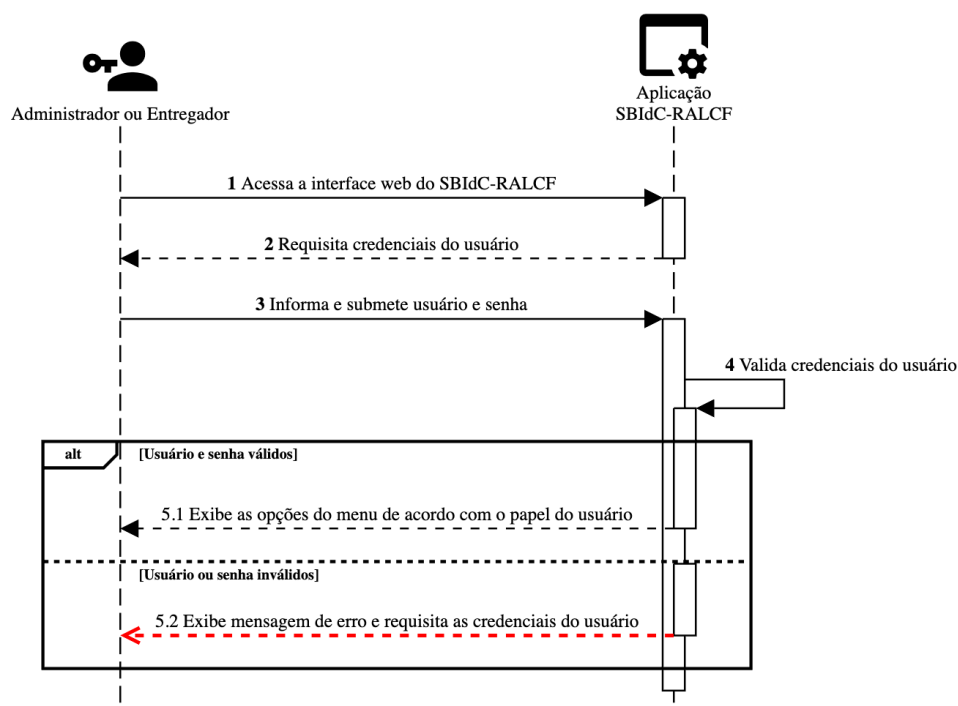 Administrador ou Entregador
Aplicação
SBIdC-RALCF
1 Acessa a interface web do SBIdC-RALCF
2 Requisita credenciais do usuário
3 Informa e submete usuário e senha
4 Valida credenciais do usuário
alt
[Usuário e senha válidos]
5.1 Exibe as opções do menu de acordo com o papel do usuário
[Usuário ou senha inválidos]
5.2 Exibe mensagem de erro e requisita as credenciais do usuário